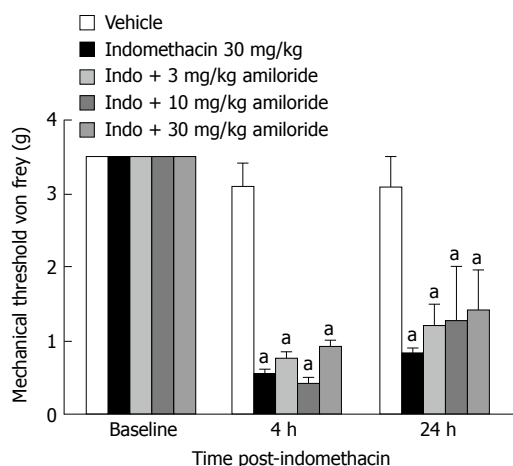 Vehicle
Indomethacin 30 mg/kg
Indo + 3 mg/kg amiloride
Indo + 10 mg/kg amiloride
Indo + 30 mg/kg amiloride
Mechanical threshold von frey (g)
4
3
2
1
0
a
a
a
a
a
a
a
a
Baseline
4 h
24 h
Time post-indomethacin